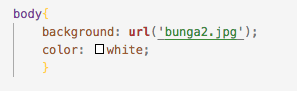 body{
background: url('bunga2.jpg');
color: white;
}